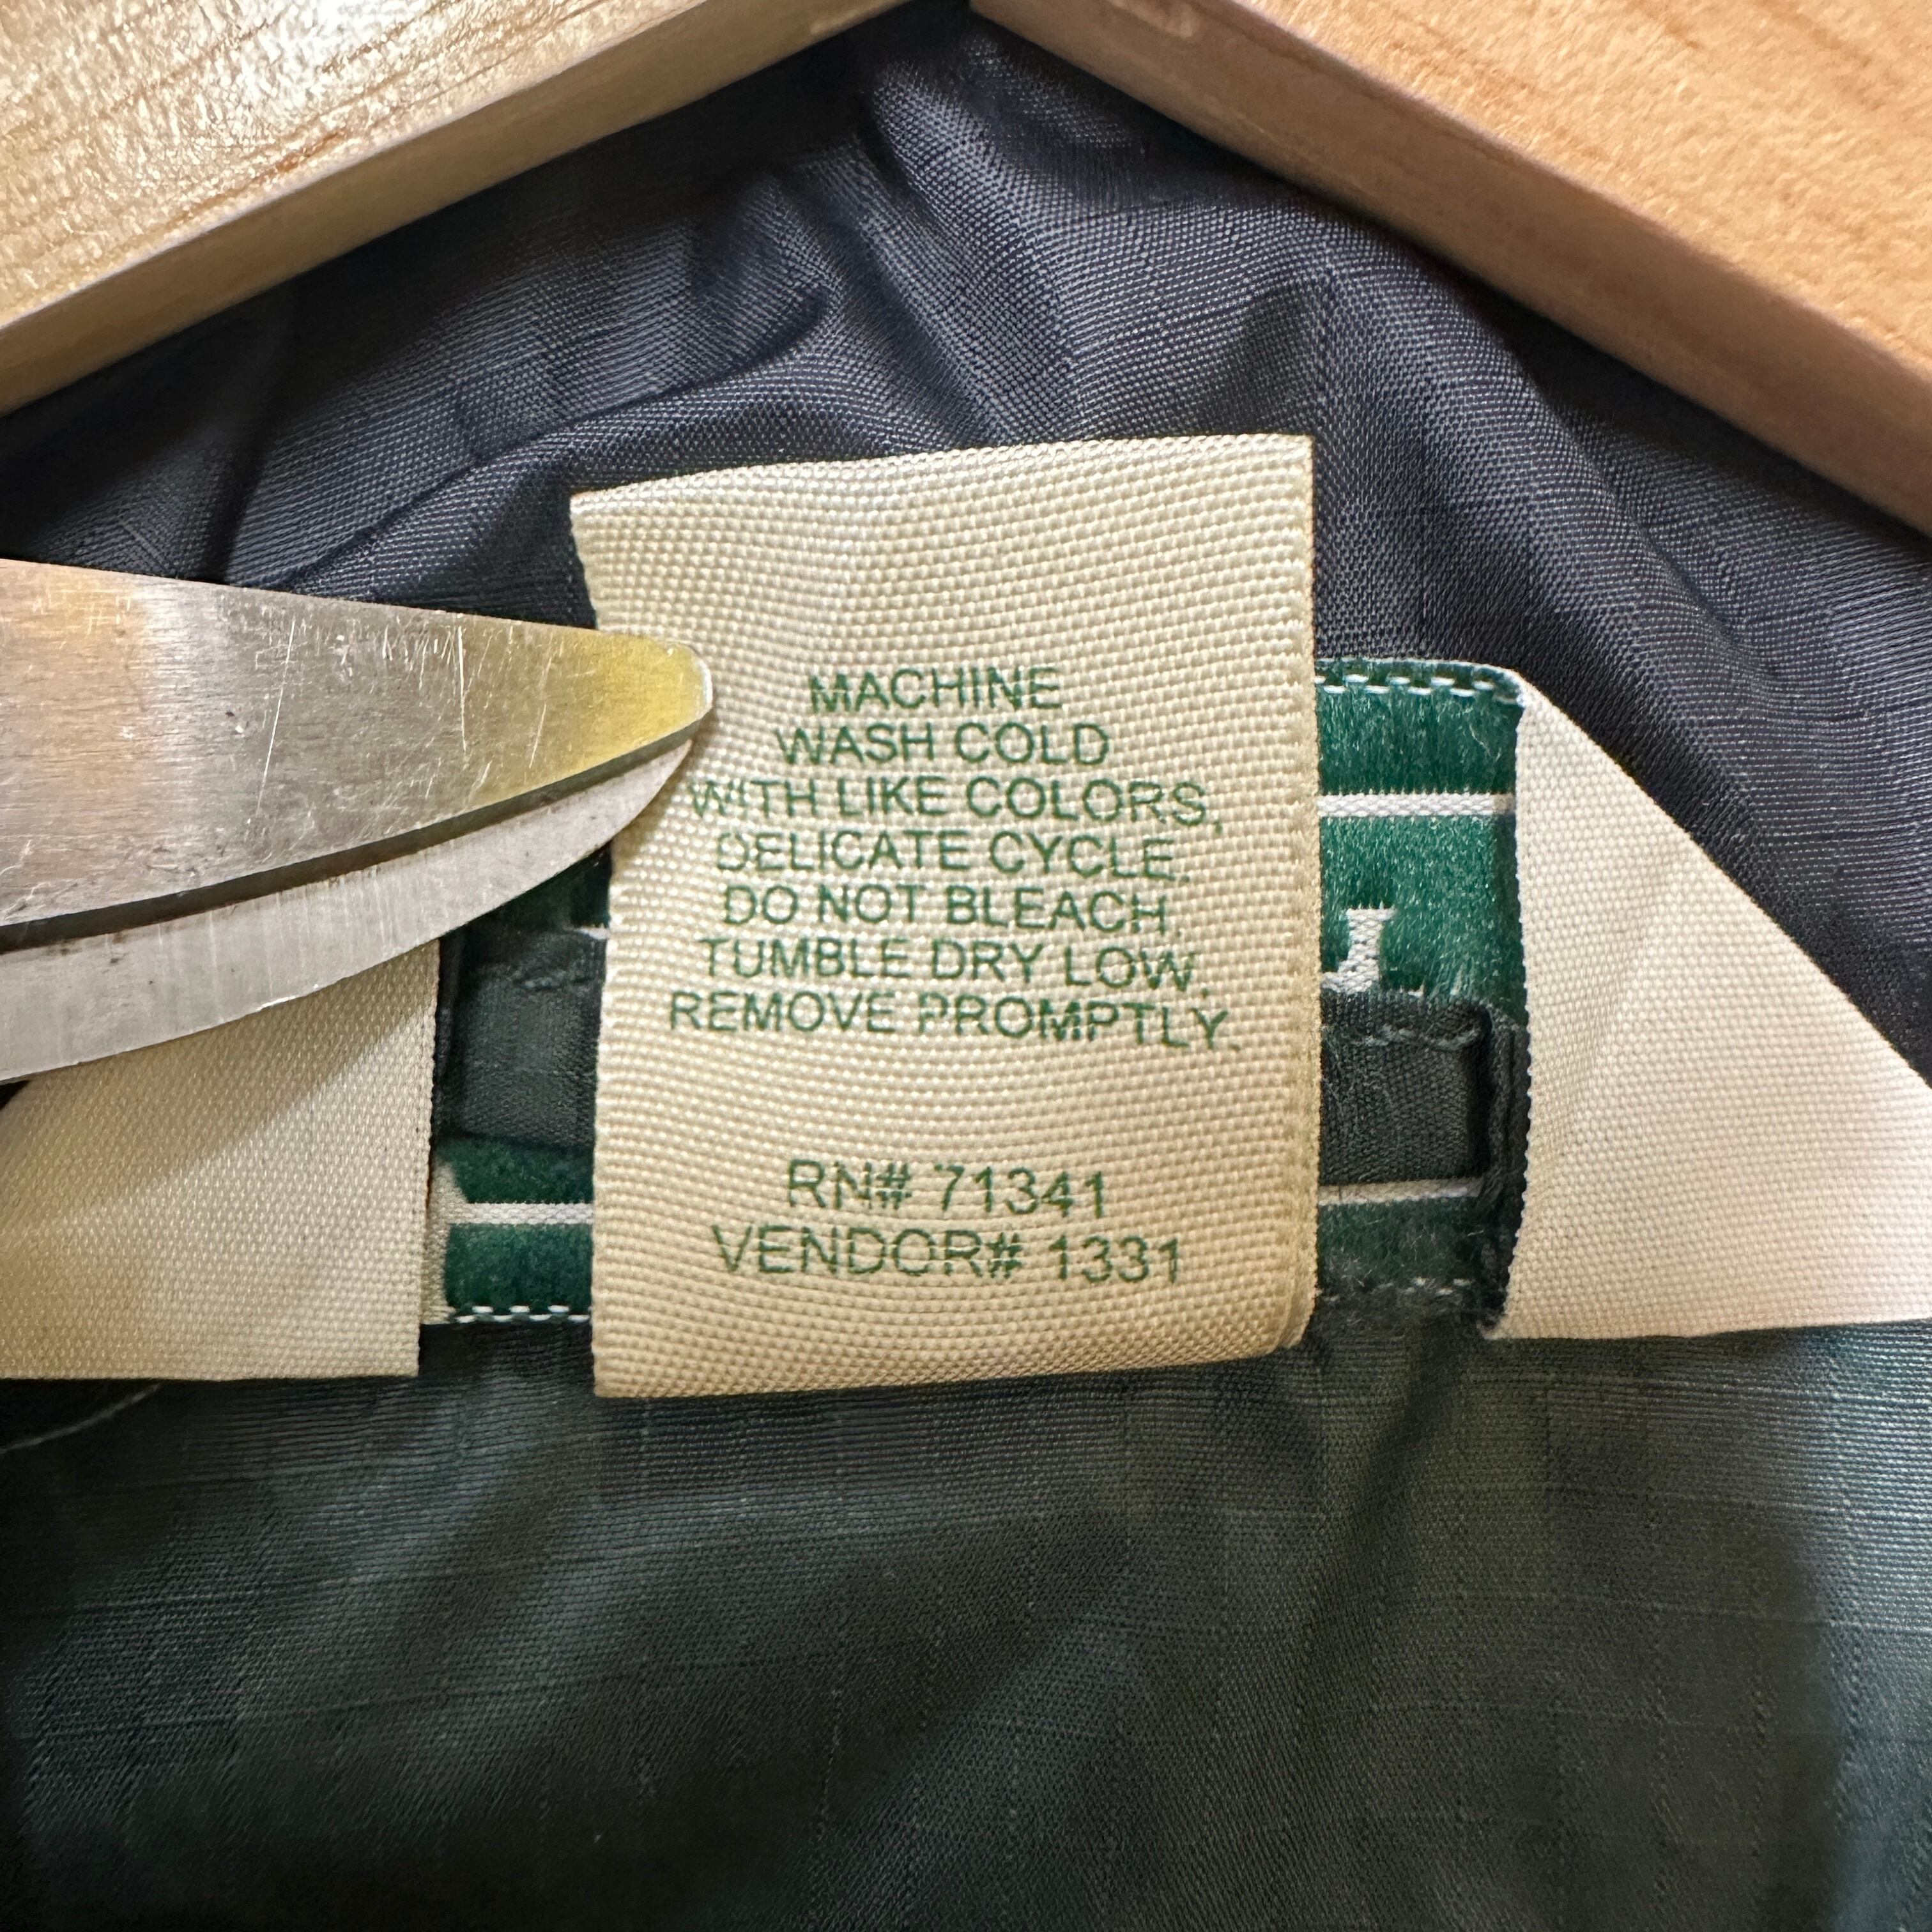 MACHINE
WASH COLD
WITH LIKE COLORS,
DELICATE CYCLE.
DO NOT BLEACH.
TUMBLE DRY LOW,
REMOVE PROMPTLY.
RN# 71341
VENDOR# 1331